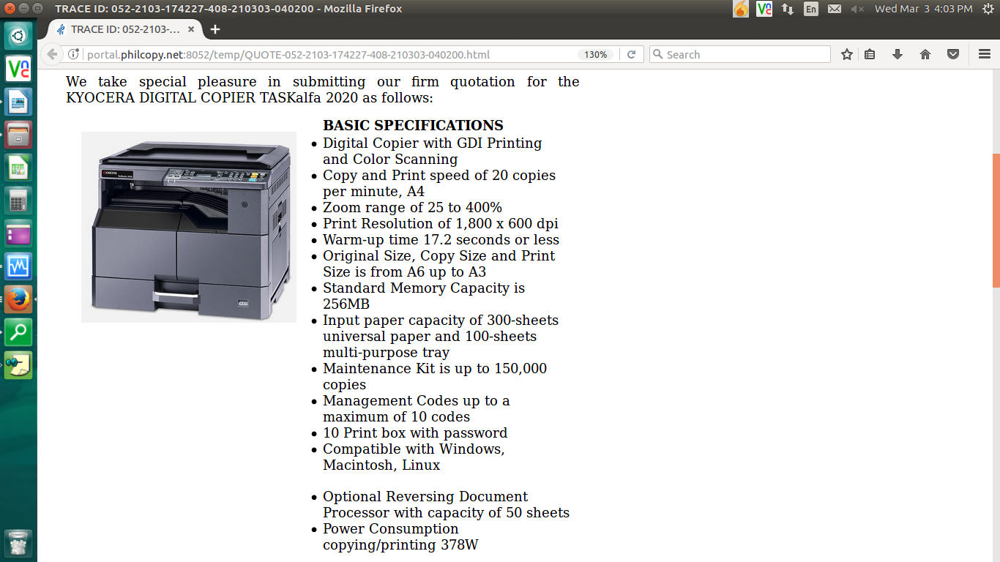 TRACE ID: 052-2103-174227-408-210303-040200 - Mozilla Firefox
En
Wed Mar 3 4:03 PM
TRACE ID: 052-2103-...
portal.philcopy.net:8052/temp/QUOTE-052-2103-174227-408-210303-040200.html
130%
Search
We take special pleasure in submitting our firm quotation for the
KYOCERA DIGITAL COPIER TASKalfa 2020 as follows:
BASIC SPECIFICATIONS
• Digital Copier with GDI Printing
and Color Scanning
• Copy and Print speed of 20 copies
per minute, A4
• Zoom range of 25 to 400%
• Print Resolution of 1,800 x 600 dpi
• Warm-up time 17.2 seconds or less
• Original Size, Copy Size and Print
Size is from A6 up to A3
• Standard Memory Capacity is
256MB
• Input paper capacity of 300-sheets
universal paper and 100-sheets
multi-purpose tray
• Maintenance Kit is up to 150,000
copies
• Management Codes up to a
maximum of 10 codes
• 10 Print box with password
• Compatible with Windows,
Macintosh, Linux
• Optional Reversing Document
Processor with capacity of 50 sheets
• Power Consumption
copying/printing 378W